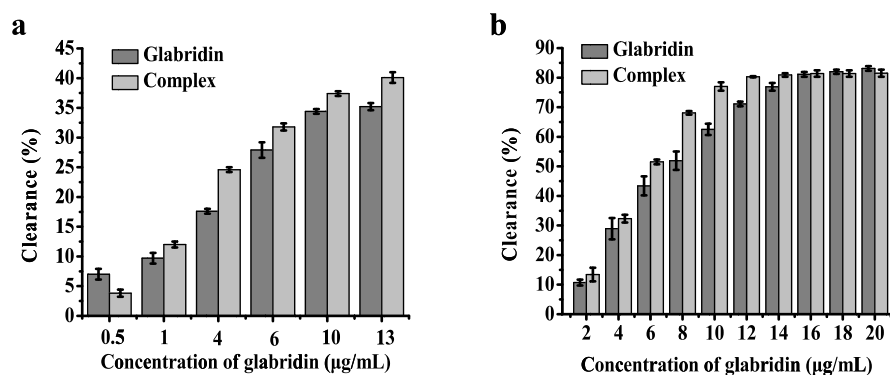 a
Clearance (%)
45
40
35
30
25
20
15
10
5
0
Glabridin
Complex
0.5 1 4 6 10 13
Concentration of glabridin (μg/mL)
b
Clearance (%)
90
80
70
60
50
40
30
20
10
0
Glabridin
Complex
2 4 6 8 10 12 14 16 18 20
Concentration of glabridin (μg/mL)